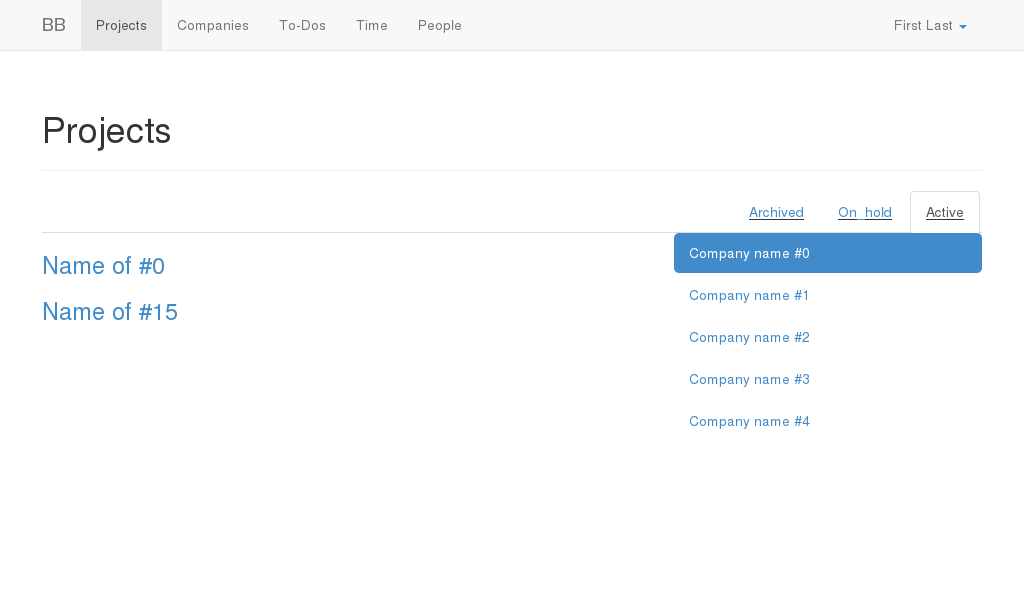 BB Projects Companies To-Dos Time People First Last
Projects
Archived On_hold Active
Name of #0
Name of #15
Company name #0
Company name #1
Company name #2
Company name #3
Company name #4